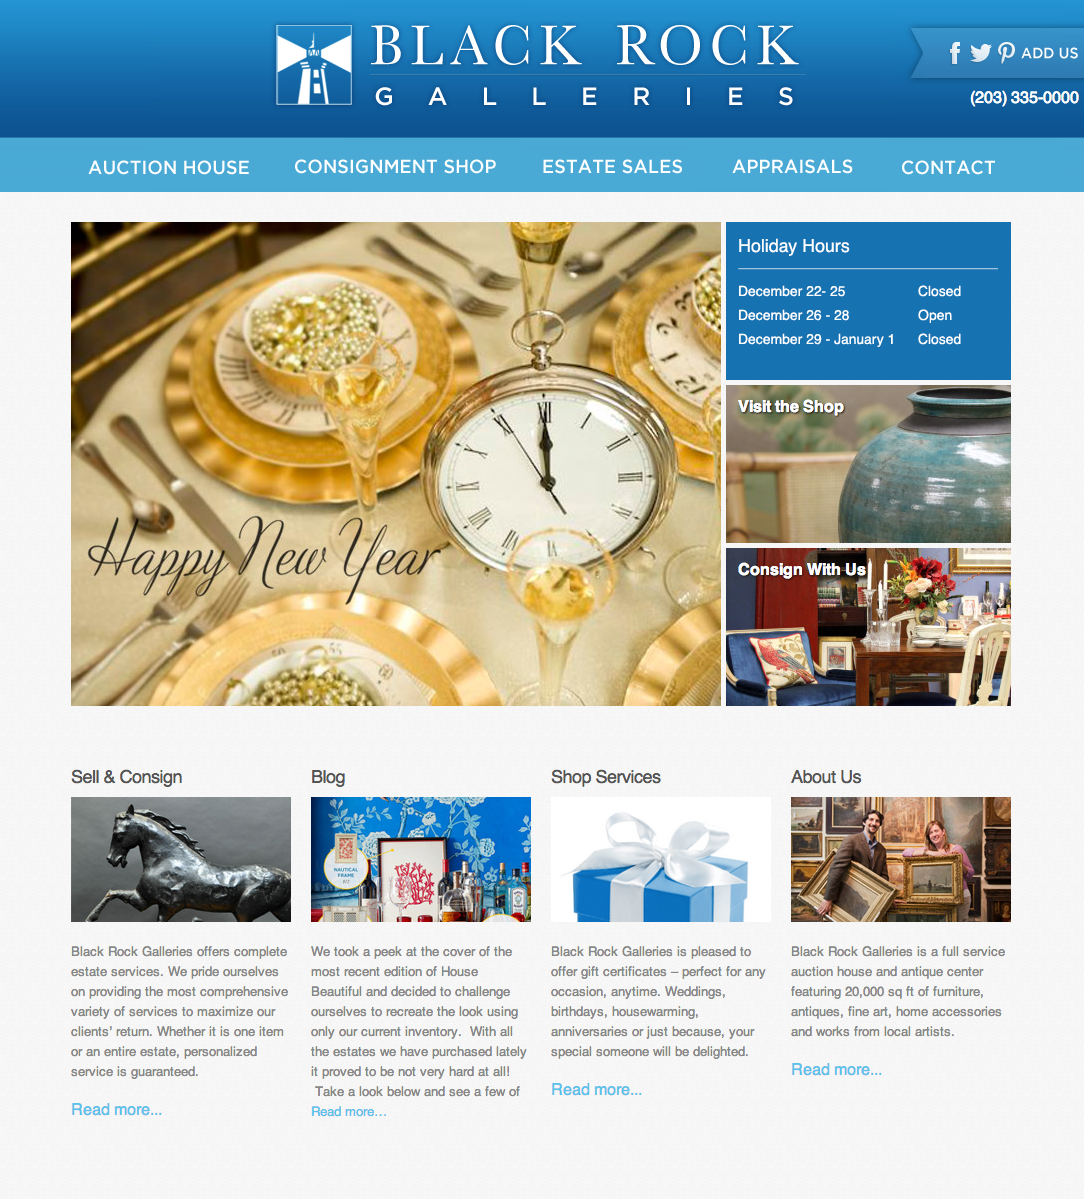 BLACK ROCK
GALLERIES
ADD US
(203) 335-0000
AUCTION HOUSE
CONSIGNMENT SHOP
ESTATE SALES
APPRAISALS
CONTACT
Happy New Year
Holiday Hours
December 22- 25 Closed
December 26 - 28 Open
December 29 - January 1 Closed
Visit the Shop
Consign With Us
Sell & Consign
Black Rock Galleries offers complete
estate services. We pride ourselves
on providing the most comprehensive
variety of services to maximize our
clients’ return. Whether it is one item
or an entire estate, personalized
service is guaranteed.
Read more...
Blog
NAUTICAL
FRAME
We took a peek at the cover of the
most recent edition of House
Beautiful and decided to challenge
ourselves to recreate the look using
only our current inventory.  With all
the estates we have purchased lately
it proved to be not very hard at all!
Take a look below and see a few of
Read more…
Shop Services
Black Rock Galleries is pleased to
offer gift certificates – perfect for any
occasion, anytime. Weddings,
birthdays, housewarming,
anniversaries or just because, your
special someone will be delighted.
Read more...
About Us
Black Rock Galleries is a full service
auction house and antique center
featuring 20,000 sq ft of furniture,
antiques, fine art, home accessories
and works from local artists.
Read more...